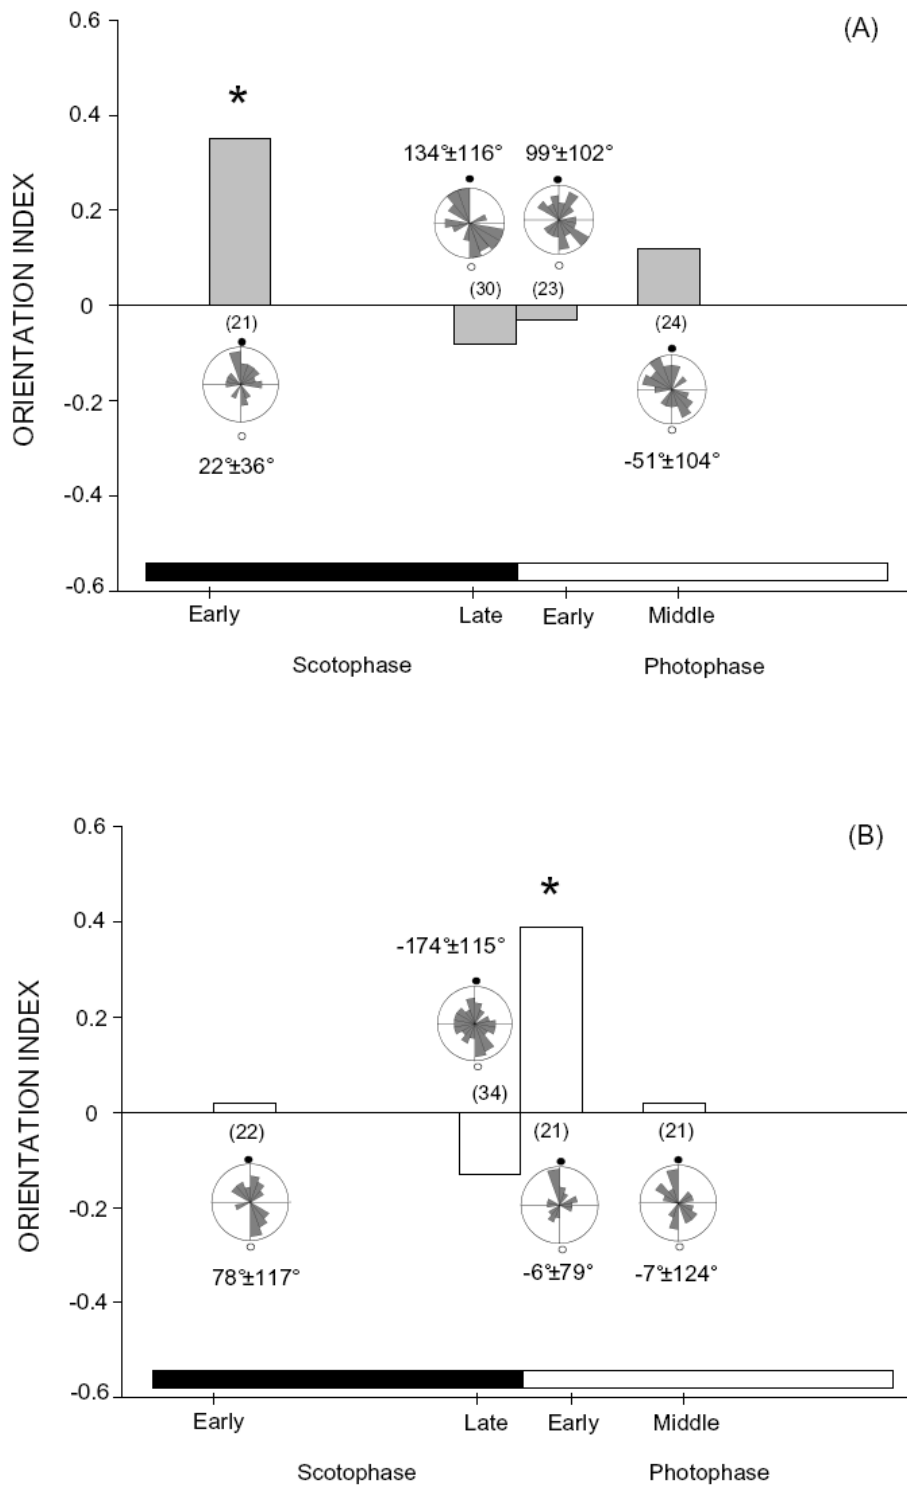 (A)
0.6
*
0.4
134°±116° 99°±102°
0.2
(30) (23)
0
(21) (24)
ORIENTATION INDEX
-0.2
22°±36° -51°±104°
-0.4
-0.6
Early Late Early Middle
Scotophase Photophase
(B)
0.6
*
0.4
-174°±115°
0.2
(34)
0
(22) (21) (21)
ORIENTATION INDEX
-0.2
78°±117° -6°±79° -7°±124°
-0.4
-0.6
Early Late Early Middle
Scotophase Photophase